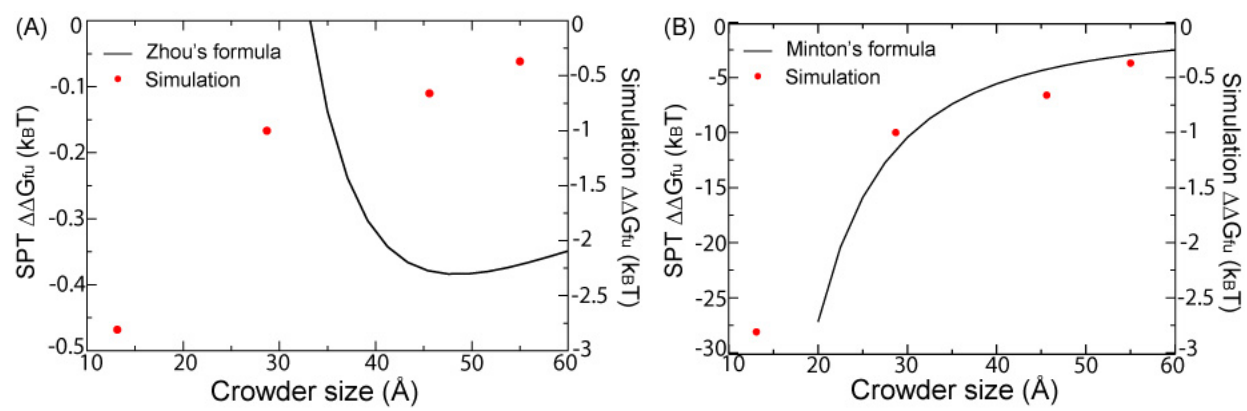 (A)
Zhou's formula
Simulation
SPT ΔΔGfu (kBT)
0
-0.1
-0.2
-0.3
-0.4
-0.5
10 20 30 40 50 60
Crowder size (Å)
0
-0.5
-1
-1.5
-2
-2.5
-3
Simulation ΔΔGfu (kBT)
(B)
Minton's formula
Simulation
SPT ΔΔGfu (kBT)
0
-5
-10
-15
-20
-25
-30
10 20 30 40 50 60
Crowder size (Å)
0
-0.5
-1
-1.5
-2
-2.5
-3
Simulation ΔΔGfu (kBT)